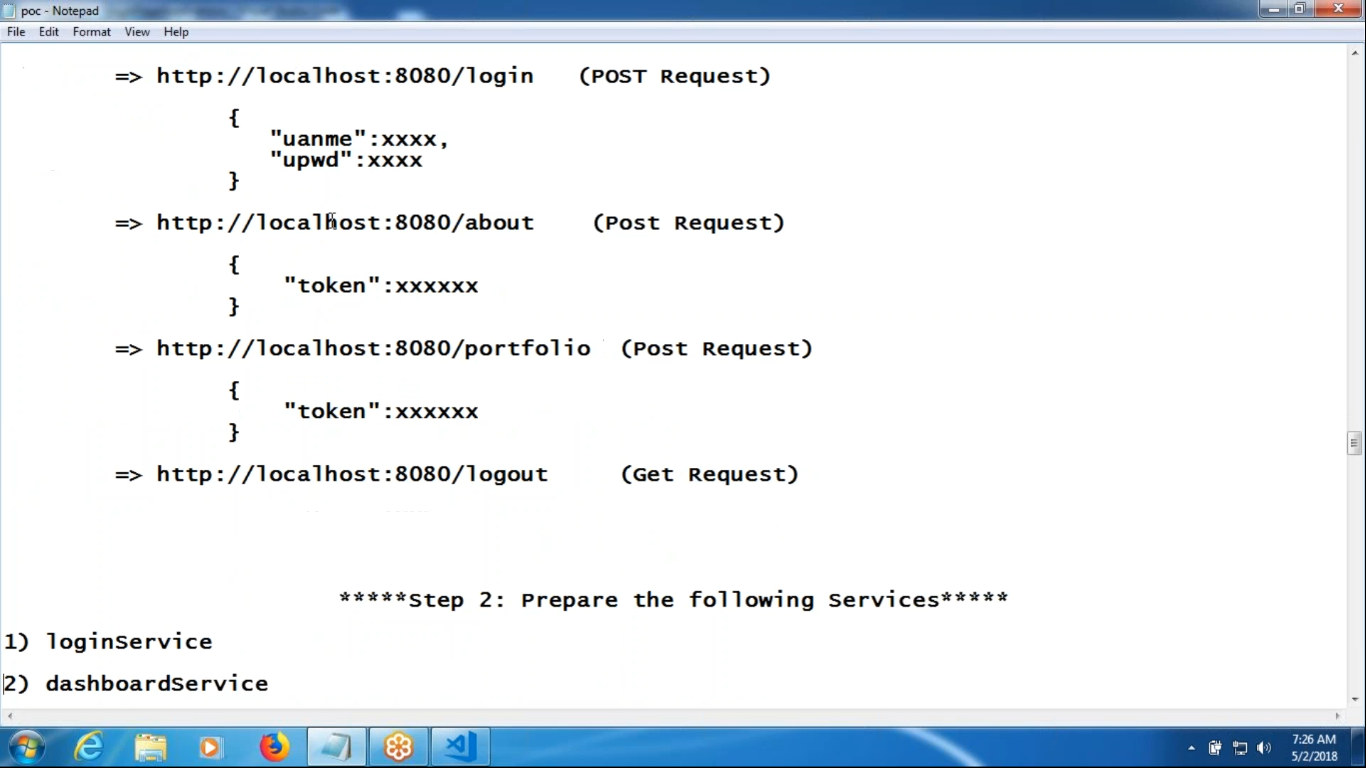 poc - Notepad
File Edit Format View Help
=> http://localhost:8080/login (POST Request)
{
"uanme":xxxx,
"upwd":xxxx
}
=> http://localhost:8080/about (Post Request)
{
"token":xxxxxx
}
=> http://localhost:8080/portfolio (Post Request)
{
"token":xxxxxx
}
=> http://localhost:8080/logout (Get Request)
*****Step 2: Prepare the following Services*****
1) loginService
2) dashboardService
7:26 AM
5/2/2018